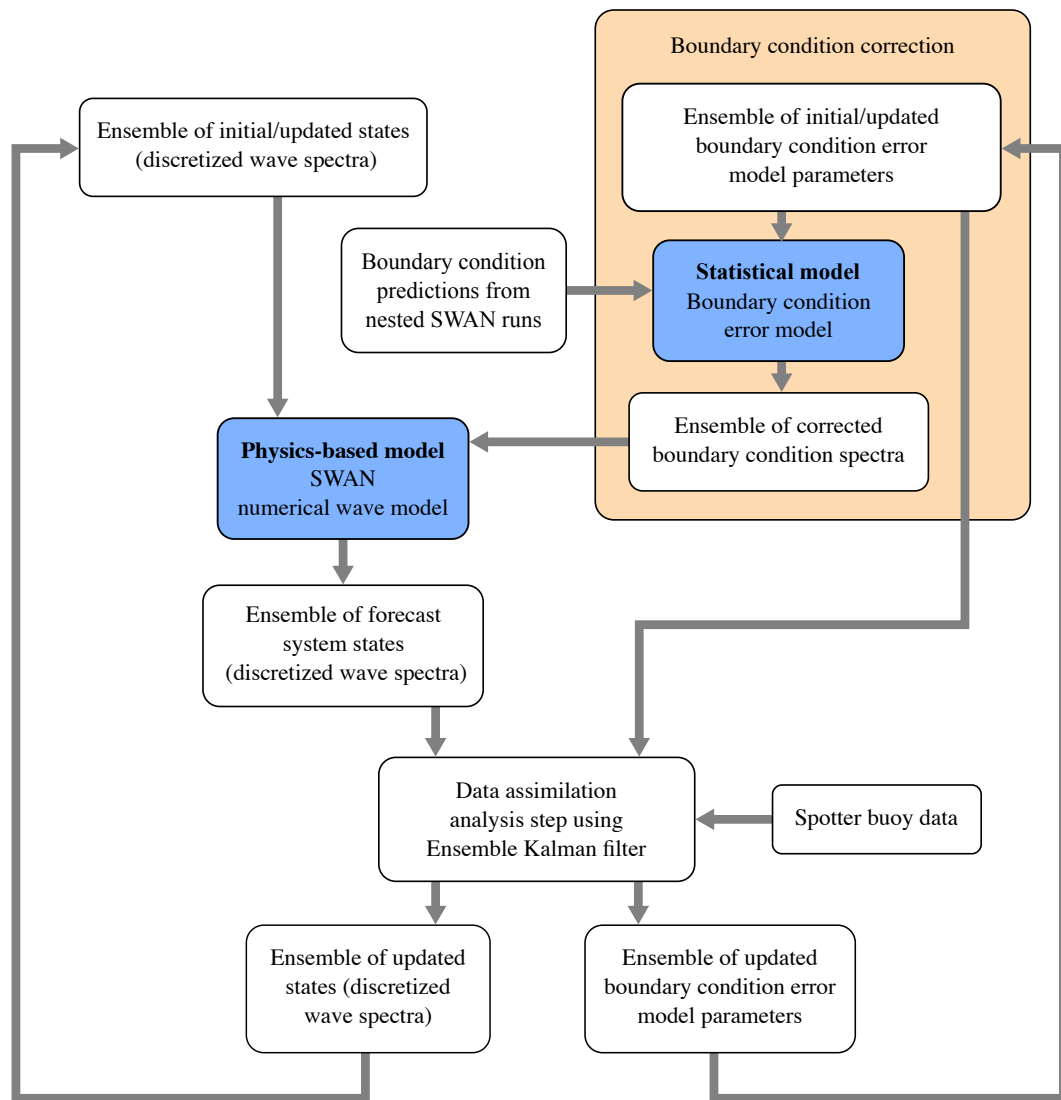 Boundary condition correction
Ensemble of initial/updated states
(discretized wave spectra)
Ensemble of initial/updated
boundary condition error
model parameters
Boundary condition
predictions from
nested SWAN runs
Statistical model
Boundary condition
error model
Ensemble of corrected
boundary condition spectra
Physics-based model
SWAN
numerical wave model
Ensemble of forecast
system states
(discretized wave spectra)
Data assimilation
analysis step using
Ensemble Kalman filter
Spotter buoy data
Ensemble of updated
states (discretized
wave spectra)
Ensemble of updated
boundary condition error
model parameters